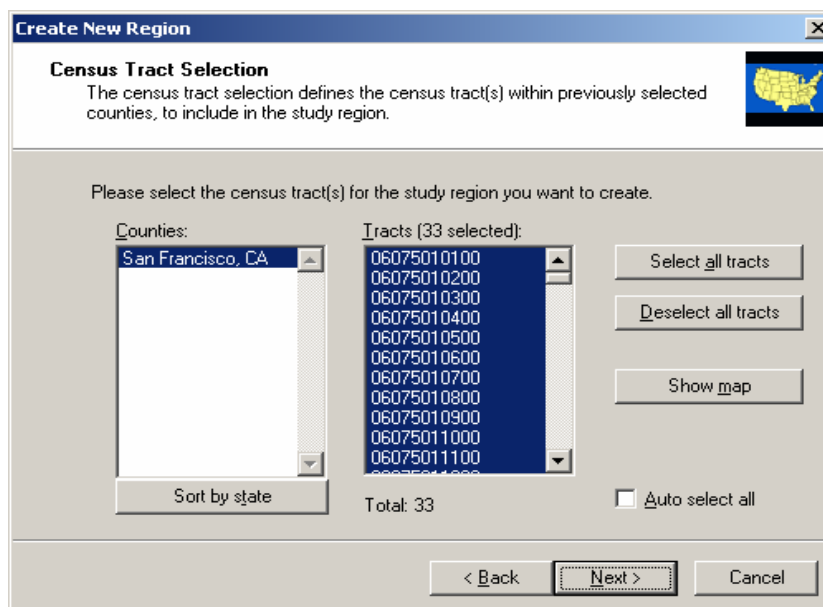 Create New Region
Census Tract Selection
The census tract selection defines the census tract(s) within previously selected
counties, to include in the study region.
Please select the census tract(s) for the study region you want to create.
Counties:
San Francisco, CA
Sort by state
Tracts (33 selected):
06075010100
06075010200
06075010300
06075010400
06075010500
06075010600
06075010700
06075010800
06075010900
06075011000
06075011100
Total: 33
Select all tracts
Deselect all tracts
Show map
Auto select all
< Back
Next >
Cancel